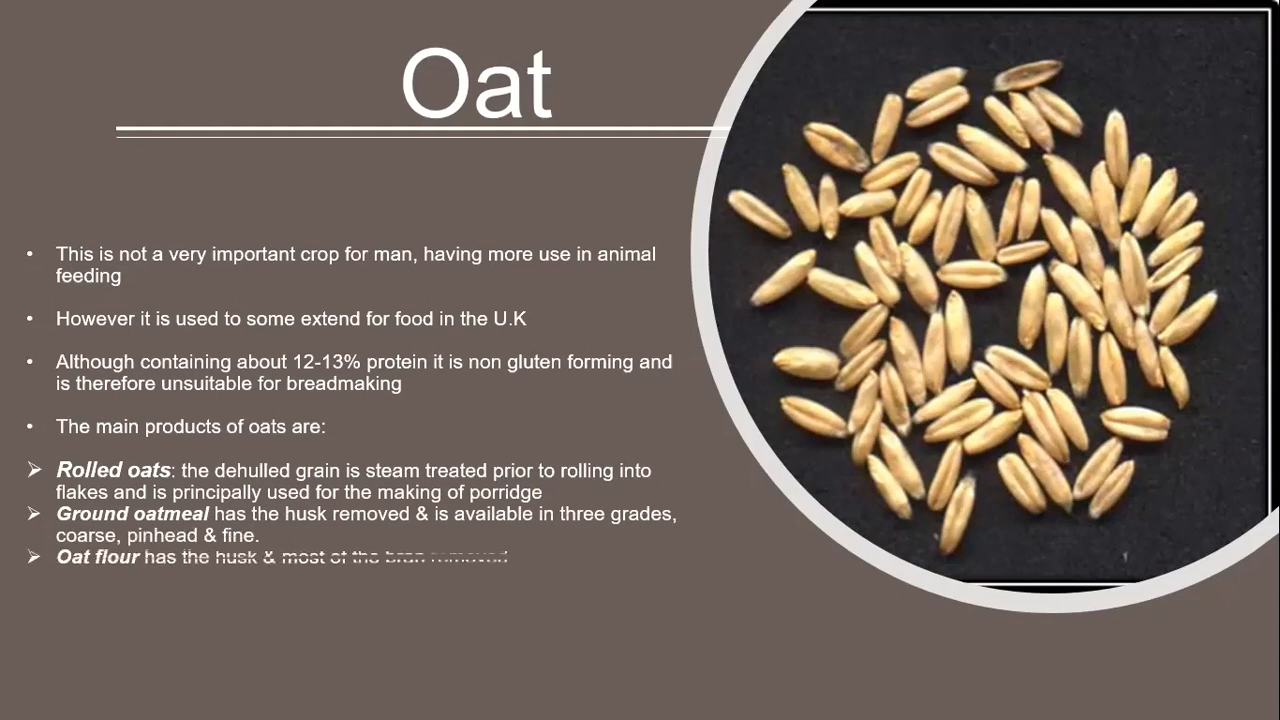 Oat
• This is not a very important crop for man, having more use in animal
feeding
• However it is used to some extend for food in the U.K
• Although containing about 12-13% protein it is non gluten forming and
is therefore unsuitable for breadmaking
• The main products of oats are:
➢ Rolled oats: the dehulled grain is steam treated prior to rolling into
flakes and is principally used for the making of porridge
➢ Ground oatmeal has the husk removed & is available in three grades,
coarse, pinhead & fine.
➢ Oat flour has the husk & most of the bran removed